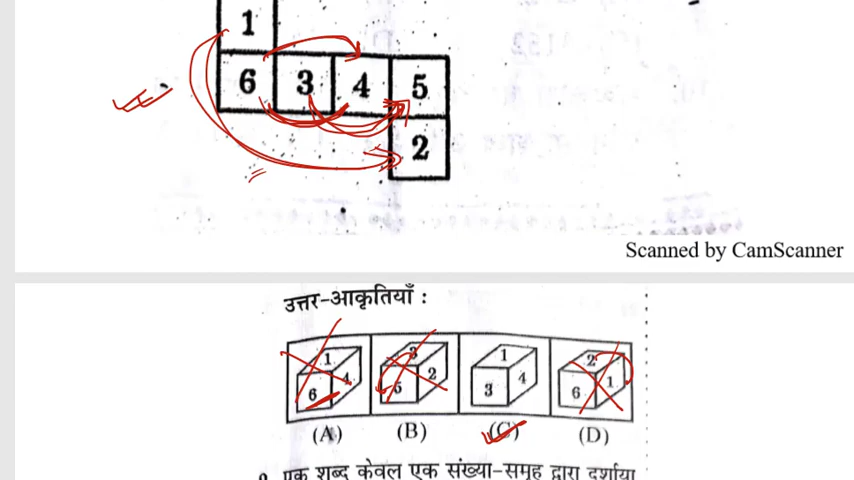 1
6 3 4 5
2
Scanned by CamScanner
उत्तर-आकृतियाँ :
1 6 4
3 5 2
1 3 4
2 6 1
(A) (B) (C) (D)
एक शब्द केवल एक संख्या-समूह द्वारा दर्शाया